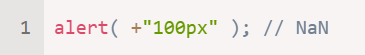 1 alert( +"100px" ); // NaN